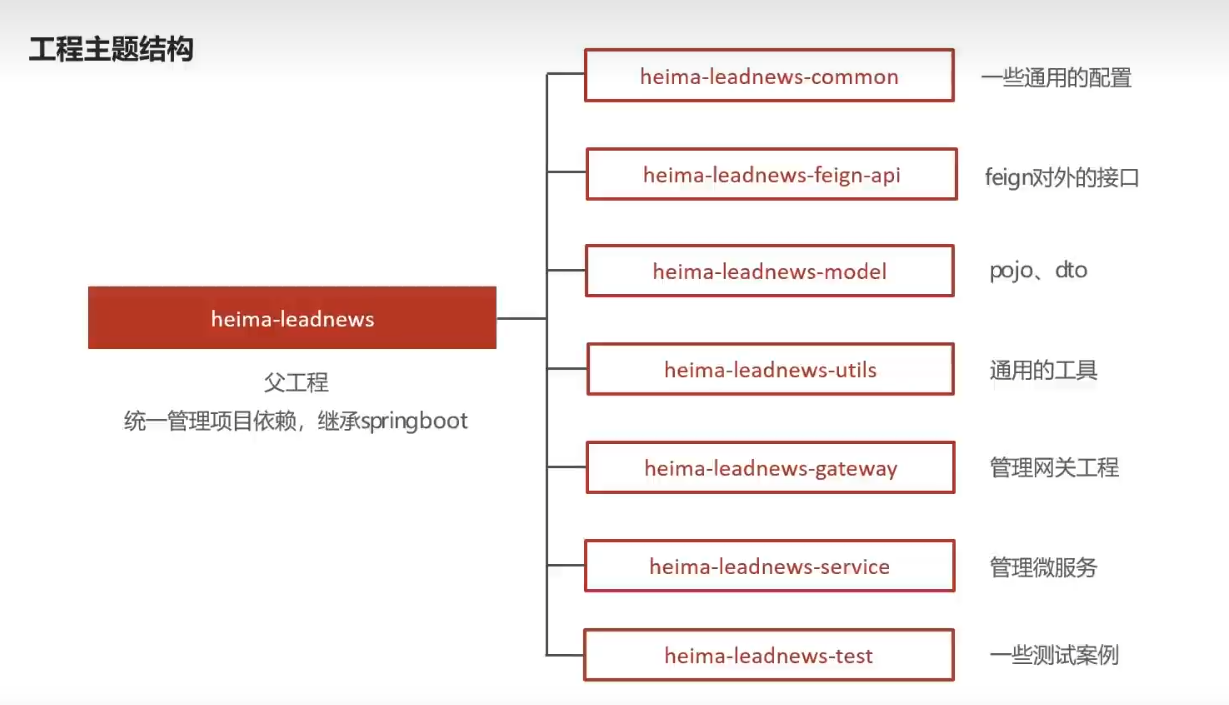 工程主题结构
heima-leadnews-common
一些通用的配置
heima-leadnews-feign-api
feign对外的接口
heima-leadnews-model
pojo、dto
heima-leadnews
父工程
统一管理项目依赖，继承springboot
heima-leadnews-utils
通用的工具
heima-leadnews-gateway
管理网关工程
heima-leadnews-service
管理微服务
heima-leadnews-test
一些测试案例